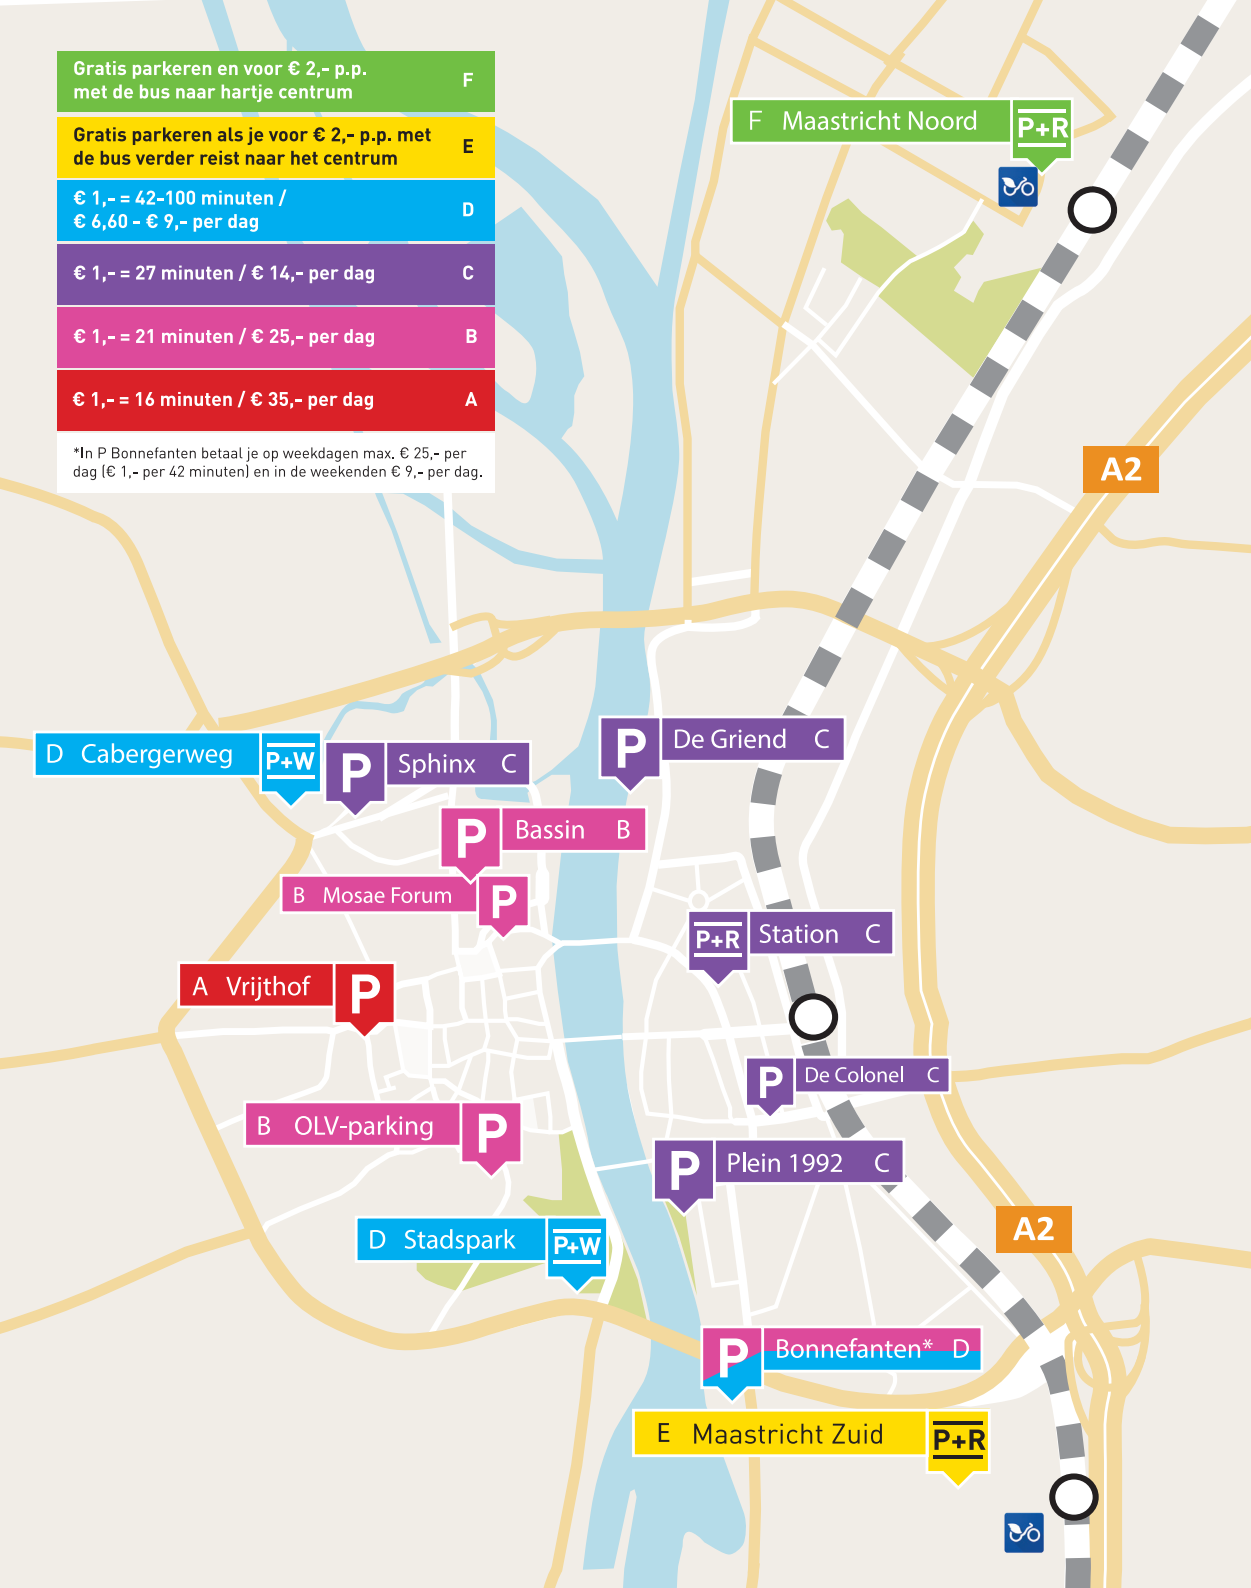 Gratis parkeren en voor € 2,- p.p.
met de bus naar hartje centrum F
Gratis parkeren als je voor € 2,- p.p. met
de bus verder reist naar het centrum E
€ 1,- = 42-100 minuten /
€ 6,60 - € 9,- per dag D
€ 1,- = 27 minuten / € 14,- per dag C
€ 1,- = 21 minuten / € 25,- per dag B
€ 1,- = 16 minuten / € 35,- per dag A
*In P Bonnefanten betaal je op weekdagen max. € 25,- per
dag (€ 1,- per 42 minuten) en in de weekenden € 9,- per dag.
F Maastricht Noord P+R
A2
D Cabergerweg P+W
P Sphinx C
P De Griend C
P Bassin B
B Mosae Forum P
P+R Station C
A Vrijthof P
P De Colonel C
B OLV-parking P
P Plein 1992 C
D Stadspark P+W
A2
P Bonnefanten* D
E Maastricht Zuid P+R